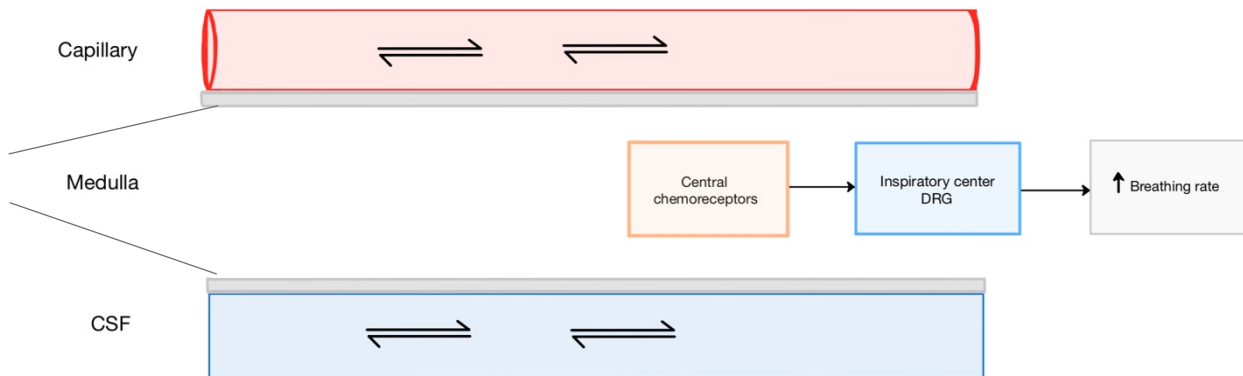 Capillary
Medulla
Central
chemoreceptors
Inspiratory center
DRG
↑ Breathing rate
CSF